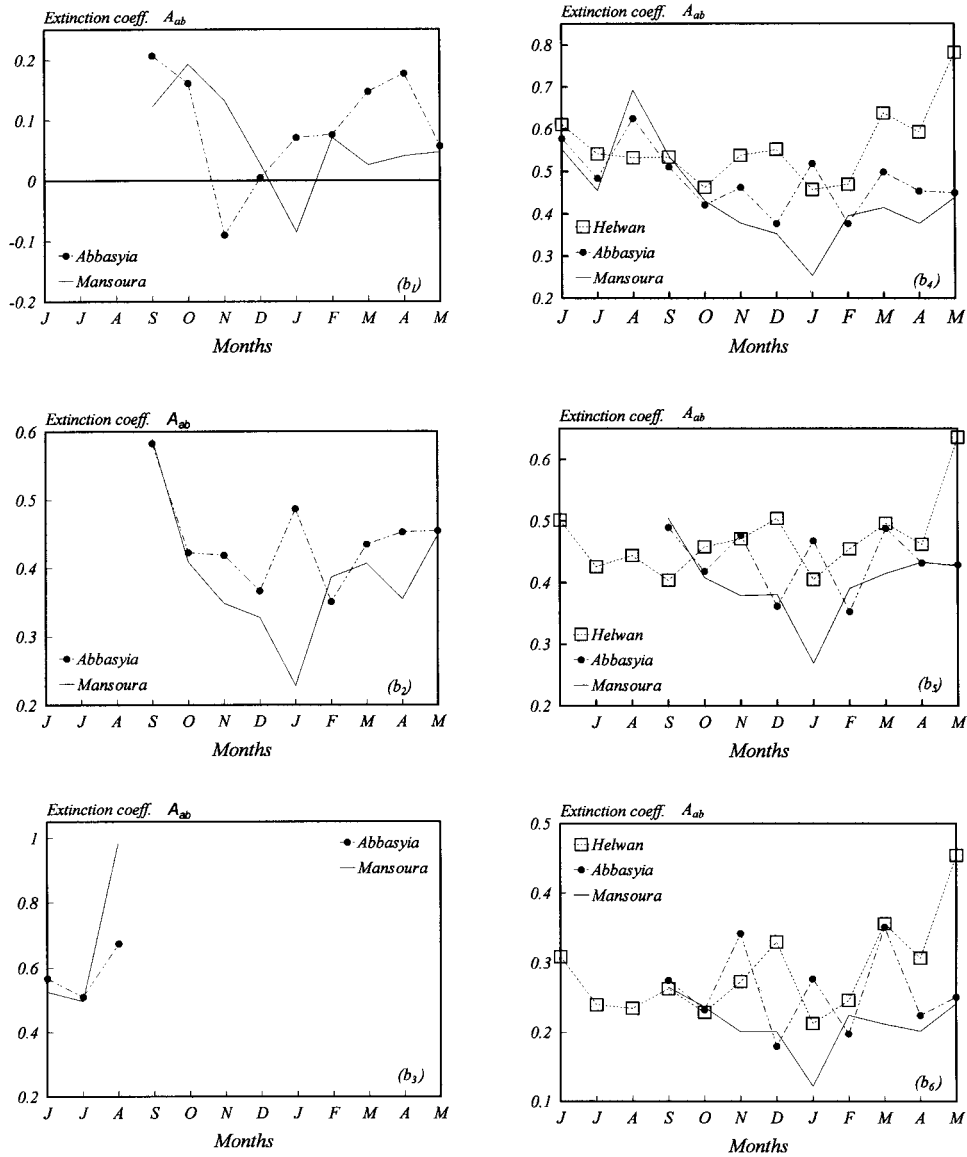 Extinction coeff. A_ab
0.2
0.1
0
-0.1
-0.2
Abbasyia
Mansoura
(b1)
J J A S O N D J F M A M
Months
Extinction coeff. A_ab
0.8
0.7
0.6
0.5
0.4
0.3
0.2
Helwan
Abbasyia
Mansoura
(b4)
J J A S O N D J F M A M
Months
Extinction coeff. A_ab
0.6
0.5
0.4
0.3
0.2
Abbasyia
Mansoura
(b2)
J J A S O N D J F M A M
Months
Extinction coeff. A_ab
0.6
0.5
0.4
0.3
0.2
Helwan
Abbasyia
Mansoura
(b5)
J A S O N D J F M A M
Months
Extinction coeff. A_ab
1
0.8
0.6
0.4
0.2
Abbasyia
Mansoura
(b3)
J J A S O N D J F M A M
Months
Extinction coeff. A_ab
0.5
0.4
0.3
0.2
0.1
Helwan
Abbasyia
Mansoura
(b6)
J J A S O N D J F M A M
Months